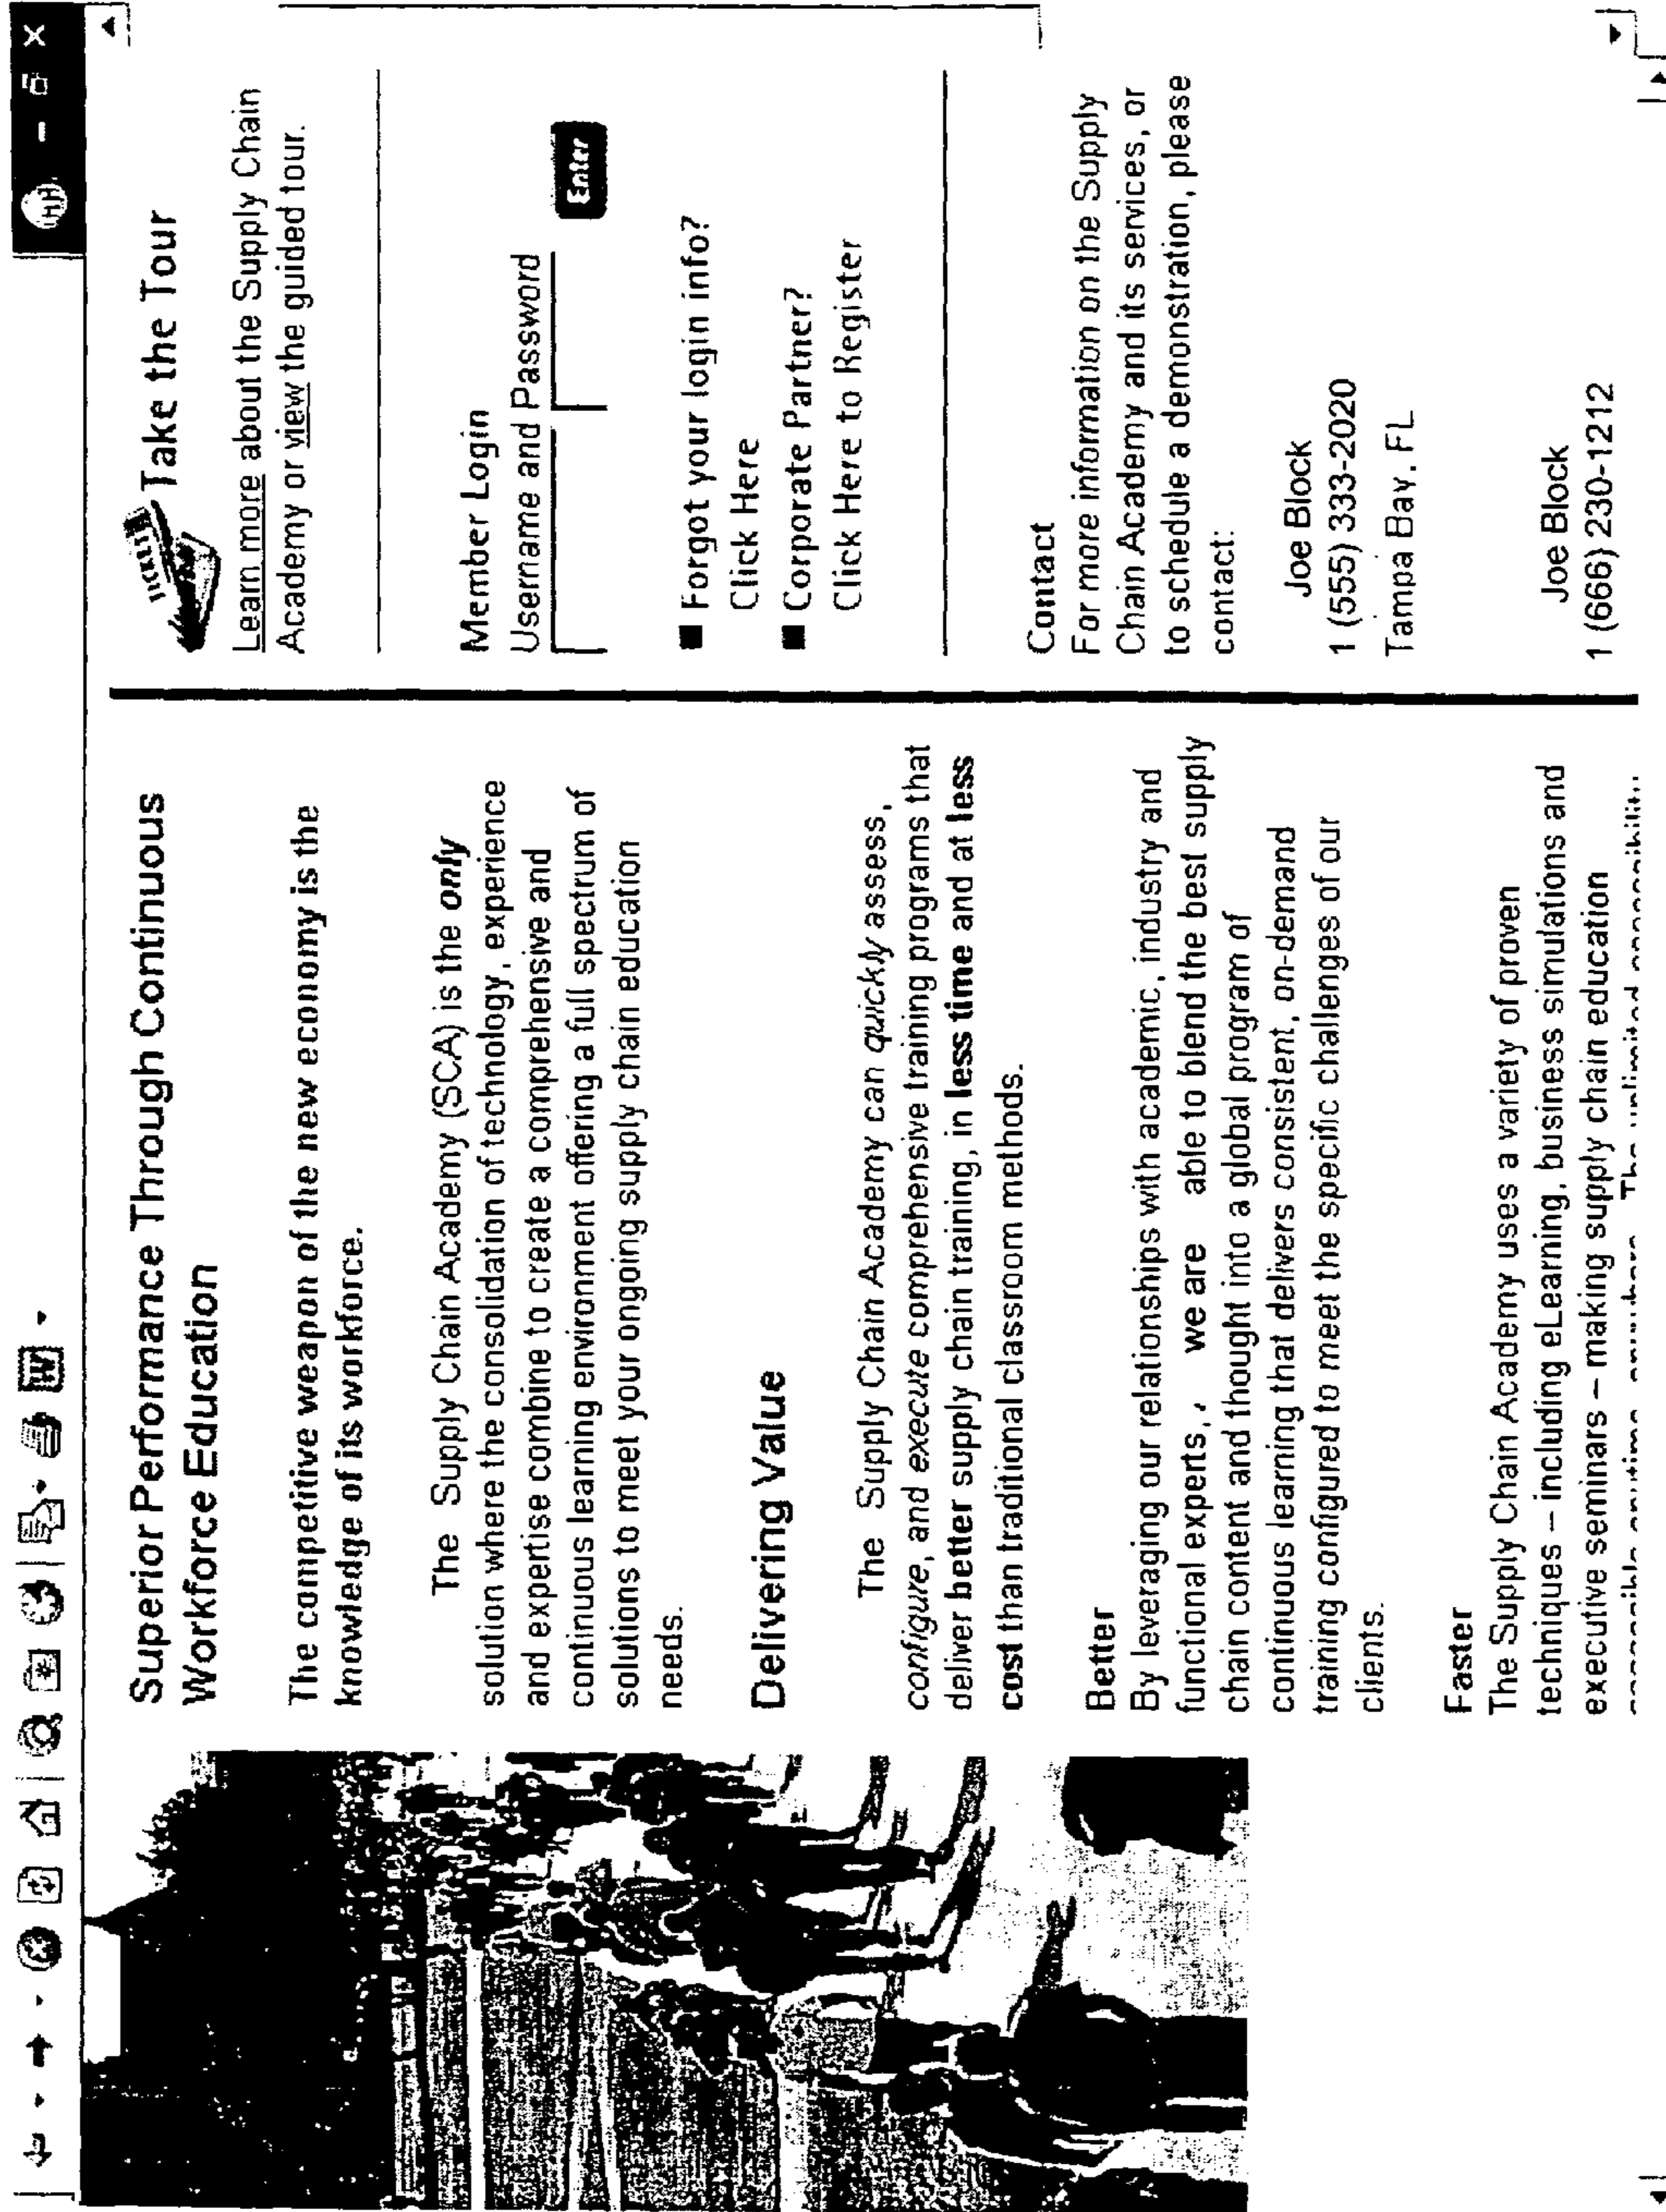 Superior Performance Through Continuous
Workforce Education
The competitive weapon of the new economy is the
knowledge of its workforce.
The Supply Chain Academy (SCA) is the only
solution where the consolidation of technology, experience
and expertise combine to create a comprehensive and
continuous learning environment offering a full spectrum of
solutions to meet your ongoing supply chain education
needs.
Delivering Value
The Supply Chain Academy can quickly assess,
configure, and execute comprehensive training programs that
deliver better supply chain training, in less time and at less
cost than traditional classroom methods.
Better
By leveraging our relationships with academic, industry and
functional experts, , we are able to blend the best supply
chain content and thought into a global program of
continuous learning that delivers consistent, on-demand
training configured to meet the specific challenges of our
clients.
Faster
The Supply Chain Academy uses a variety of proven
techniques – including eLearning, business simulations and
executive seminars – making supply chain education
TICKET
Take the Tour
Learn more about the Supply Chain
Academy or view the guided tour.
Member Login
Username and Password
Enter
Forgot your login info?
Click Here
Corporate Partner?
Click Here to Register
Contact
For more information on the Supply
Chain Academy and its services, or
to schedule a demonstration, please
contact:
Joe Block
1 (555) 333-2020
Tampa Bay, FL
Joe Block
1 (666) 230-1212